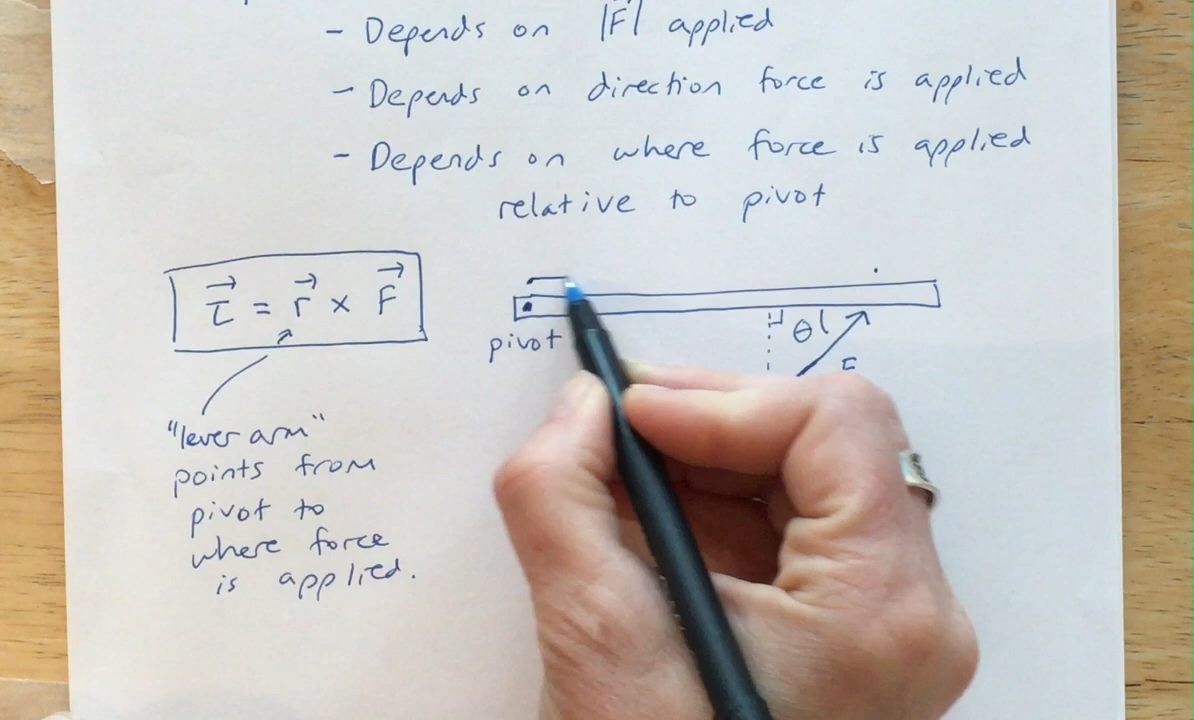 - Depends on |F| applied
- Depends on direction force is applied
- Depends on where force is applied
relative to pivot
τ⃗ = r⃗ × F⃗
pivot
θ
F
"lever arm"
points from
pivot to
where force
is applied.